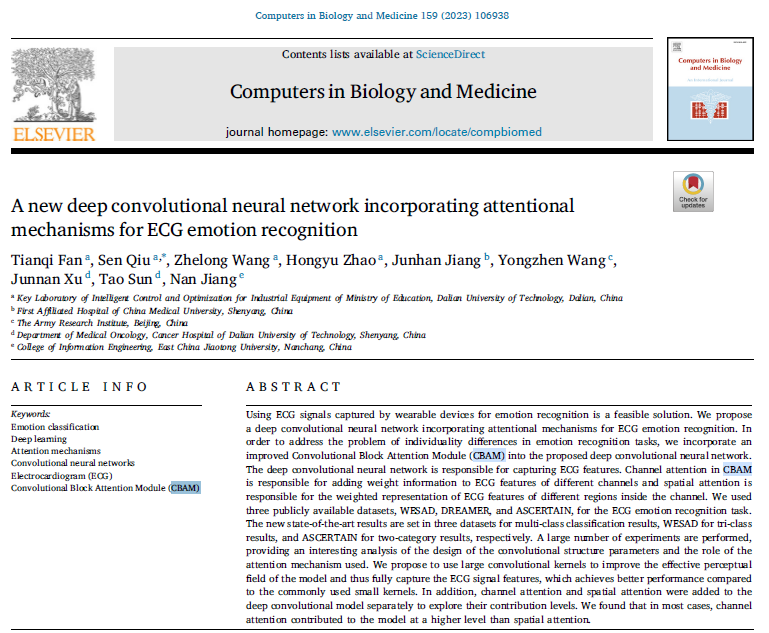 Computers in Biology and Medicine 159 (2023) 106938
Contents lists available at ScienceDirect
Computers in Biology and Medicine
journal homepage: www.elsevier.com/locate/compbiomed
ELSEVIER
Computers in Biology
and Medicine
Check for
updates
A new deep convolutional neural network incorporating attentional
mechanisms for ECG emotion recognition
Tianqi Fan a, Sen Qiu a,*, Zhelong Wang a, Hongyu Zhao a, Junhan Jiang b, Yongzhen Wang c,
Junnan Xu d, Tao Sun d, Nan Jiang e
a Key Laboratory of Intelligent Control and Optimization for Industrial Equipment of Ministry of Education, Dalian University of Technology, Dalian, China
b First Affiliated Hospital of China Medical University, Shenyang, China
c The Army Research Institute, Beijing, China
d Department of Medical Oncology, Cancer Hospital of Dalian University of Technology, Shenyang, China
e College of Information Engineering, East China Jiaotong University, Nanchang, China
ARTICLE INFO
Keywords:
Emotion classification
Deep learning
Attention mechanisms
Convolutional neural networks
Electrocardiogram (ECG)
Convolutional Block Attention Module (CBAM)
ABSTRACT
Using ECG signals captured by wearable devices for emotion recognition is a feasible solution. We propose
a deep convolutional neural network incorporating attentional mechanisms for ECG emotion recognition. In
order to address the problem of individuality differences in emotion recognition tasks, we incorporate an
improved Convolutional Block Attention Module (CBAM) into the proposed deep convolutional neural network.
The deep convolutional neural network is responsible for capturing ECG features. Channel attention in CBAM
is responsible for adding weight information to ECG features of different channels and spatial attention is
responsible for the weighted representation of ECG features of different regions inside the channel. We used
three publicly available datasets, WESAD, DREAMER, and ASCERTAIN, for the ECG emotion recognition task.
The new state-of-the-art results are set in three datasets for multi-class classification results, WESAD for tri-class
results, and ASCERTAIN for two-category results, respectively. A large number of experiments are performed,
providing an interesting analysis of the design of the convolutional structure parameters and the role of the
attention mechanism used. We propose to use large convolutional kernels to improve the effective perceptual
field of the model and thus fully capture the ECG signal features, which achieves better performance compared
to the commonly used small kernels. In addition, channel attention and spatial attention were added to the
deep convolutional model separately to explore their contribution levels. We found that in most cases, channel
attention contributed to the model at a higher level than spatial attention.